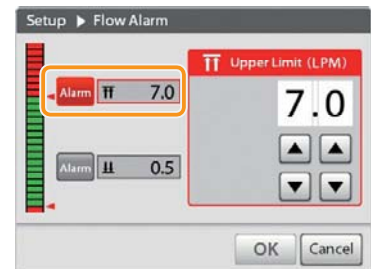 Setup ▶ Flow Alarm
Alarm 7.0
Alarm 0.5
Upper Limit (LPM)
7.0
OK Cancel